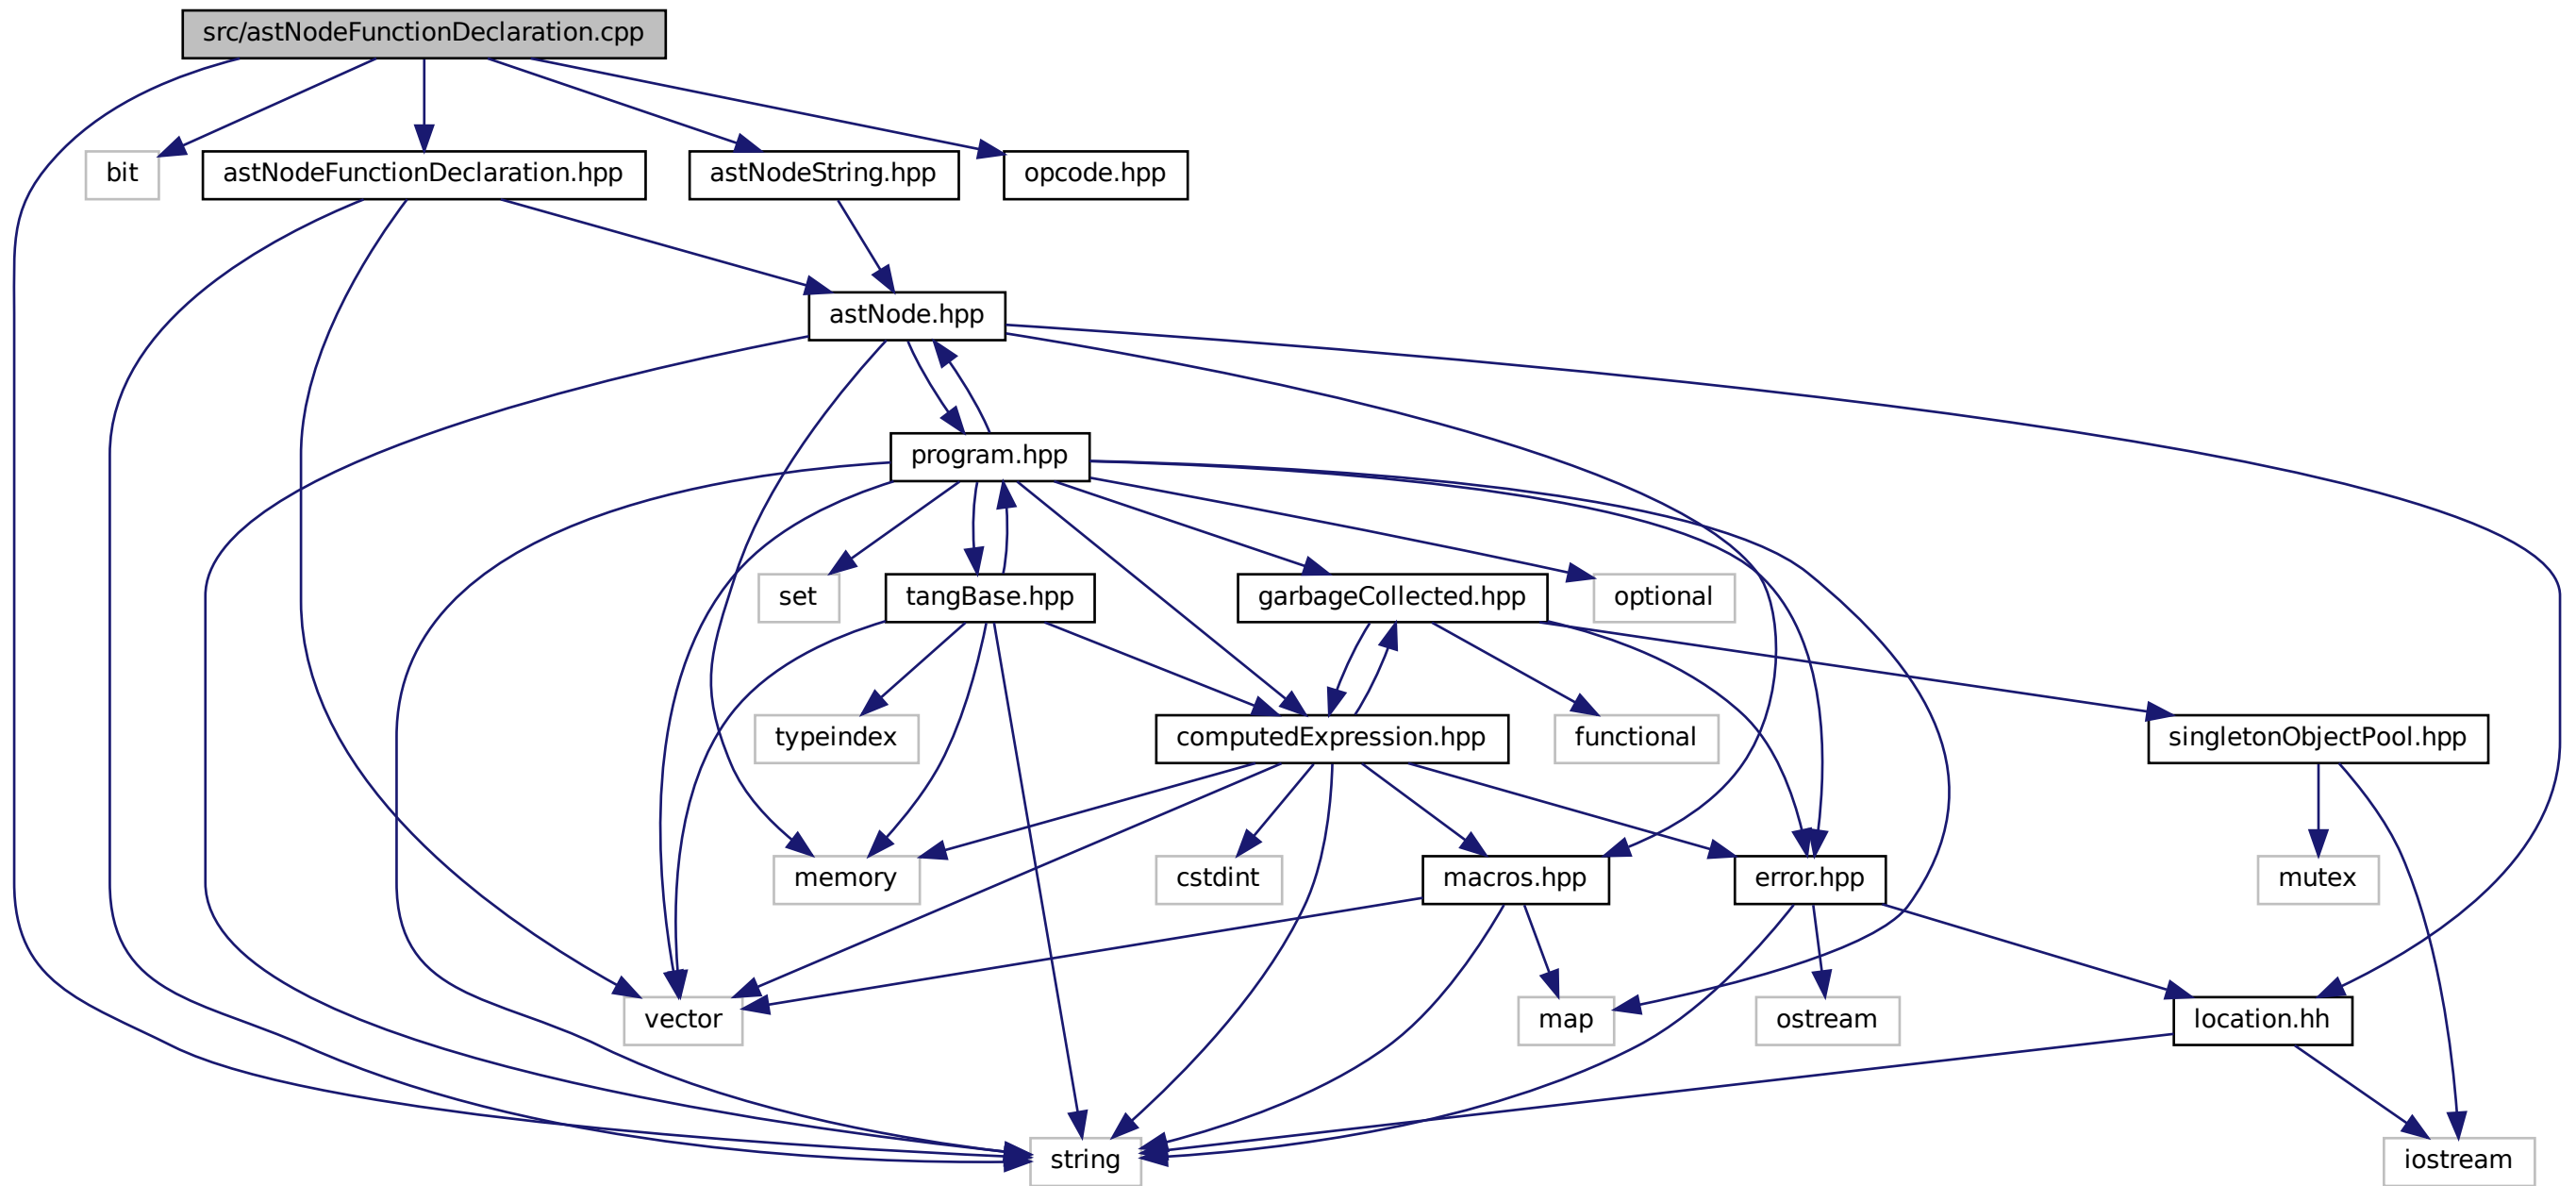 src/astNodeFunctionDeclaration.cpp
bit
astNodeFunctionDeclaration.hpp
astNodeString.hpp
opcode.hpp
astNode.hpp
program.hpp
set
tangBase.hpp
garbageCollected.hpp
optional
typeindex
computedExpression.hpp
functional
singletonObjectPool.hpp
memory
cstdint
macros.hpp
error.hpp
mutex
vector
map
ostream
location.hh
string
iostream